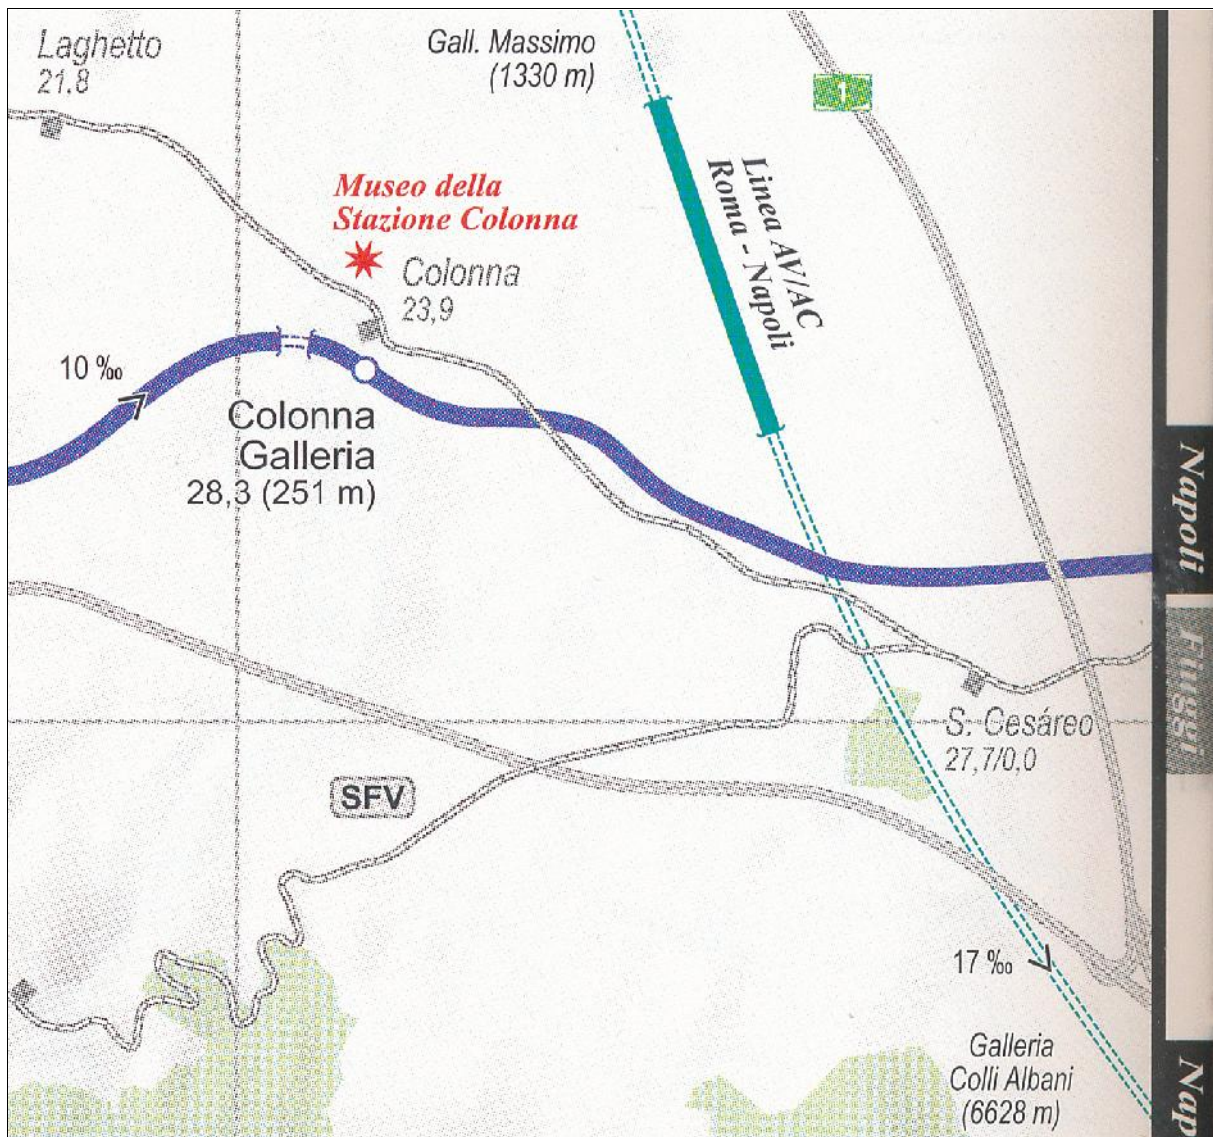 Laghetto
21,8
Gall. Massimo
(1330 m)
1
Linea AV/AC
Roma - Napoli
Museo della
Stazione Colonna
Colonna
23,9
10 ‰
Colonna
Galleria
28,3 (251 m)
Napoli
Fiuggi
S. Cesáreo
27,7/0,0
SFV
17 ‰
Galleria
Colli Albani
(6628 m)
Nap